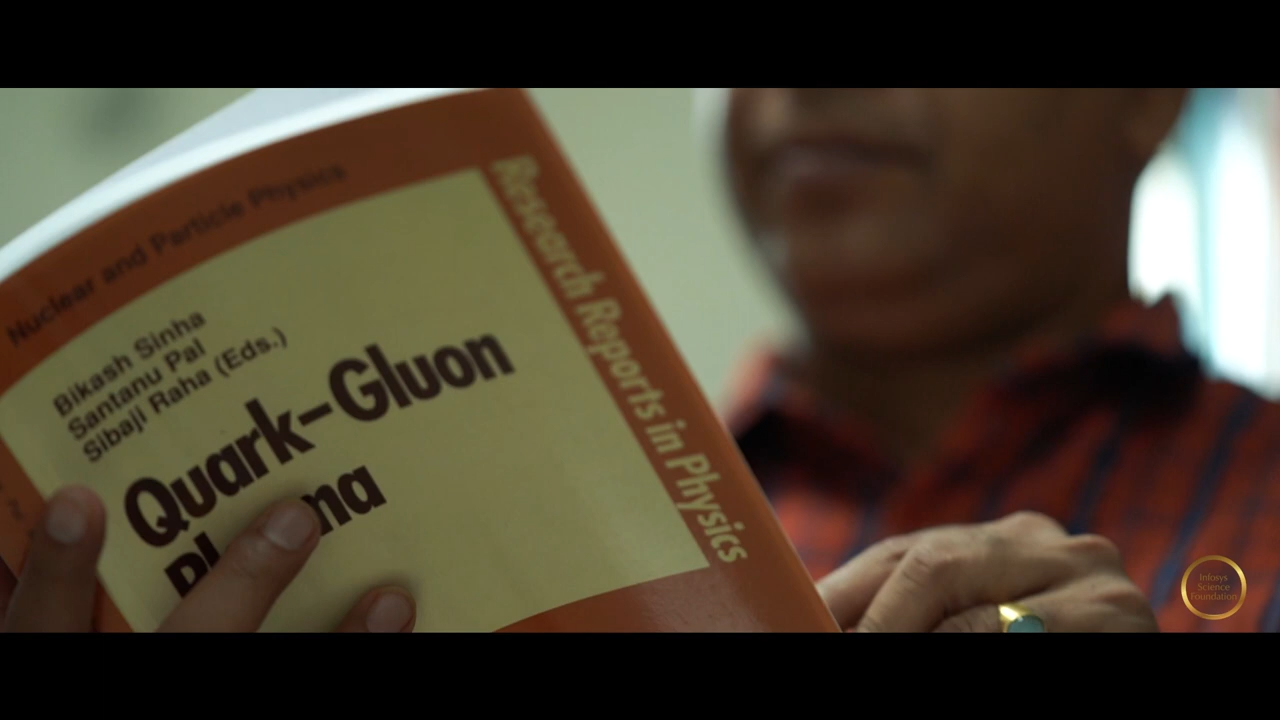 Nuclear and Particle Physics
Bikash Sinha
Santanu Pal
Sibaji Raha (Eds.)
Quark–Gluon
Research Reports in Physics
Infosys
Science
Foundation